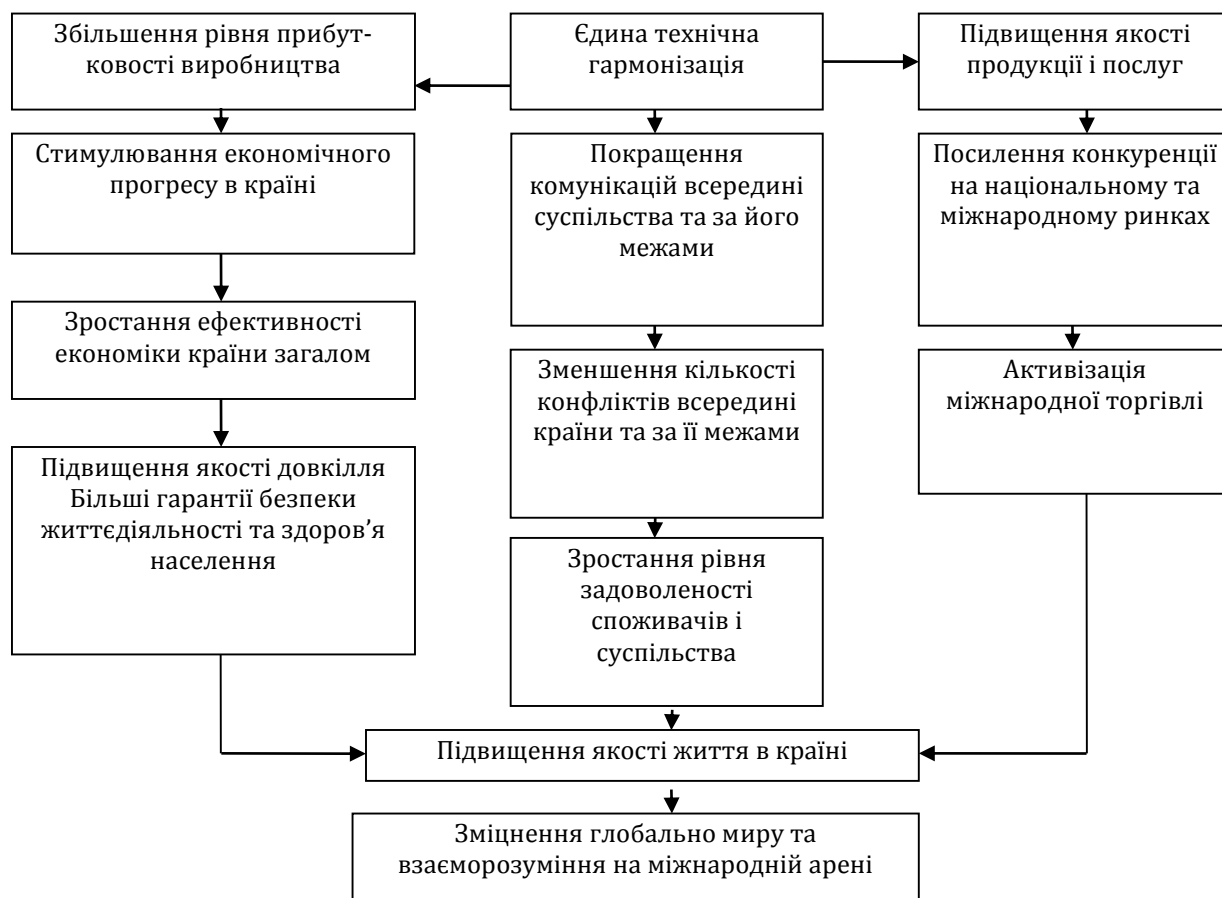 Збільшення рівня прибут-
ковості виробництва
Єдина технічна
гармонізація
Підвищення якості
продукції і послуг
Стимулювання економічного
прогресу в країні
Покращення
комунікацій всередині
суспільства та за його
межами
Посилення конкуренції
на національному та
міжнародному ринках
Зростання ефективності
економіки країни загалом
Зменшення кількості
конфліктів всередині
країни та за її межами
Активізація
міжнародної торгівлі
Підвищення якості довкілля
Більші гарантії безпеки
життєдіяльності та здоров’я
населення
Зростання рівня
задоволеності
споживачів і
суспільства
Підвищення якості життя в країні
Зміцнення глобально миру та
взаєморозуміння на міжнародній арені